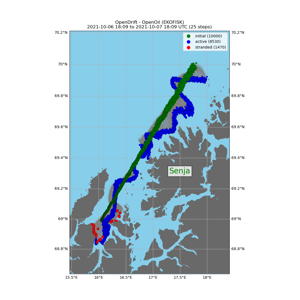 OpenDrift - OpenOil (EKOFISK)
2021-10-06 18:09 to 2021-10-07 18:09 UTC (25 steps)
70.2°N
70.2°N
initial (10000)
active (8530)
stranded (1470)
70°N
70°N
69.8°N
69.8°N
69.6°N
69.6°N
69.4°N
69.4°N
Senja
69.2°N
69.2°N
69°N
69°N
68.8°N
68.8°N
15.5°E
16°E
16.5°E
17°E
17.5°E
18°E